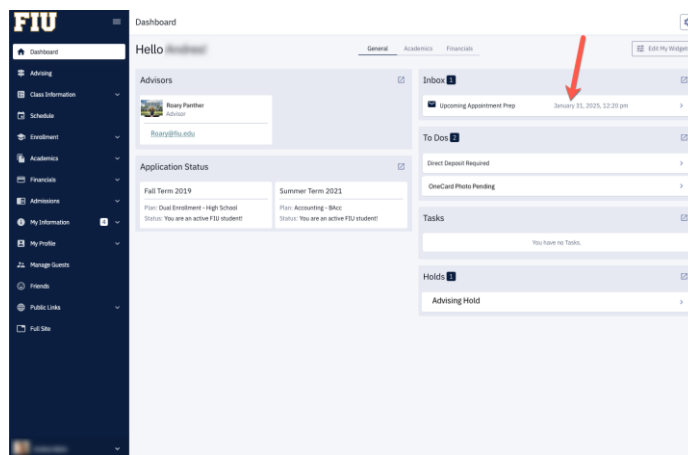 FIU
Dashboard
Advising
Class Information
Schedule
Enrollment
Academics
Financials
Admissions
My Information 4
My Profile
Manage Guests
Friends
Public Links
Full Site
Dashboard
Hello
General Academics Financials
Edit My Widget
Advisors
Roary Panther
Advisor
Roary@fiu.edu
Application Status
Fall Term 2019
Plan: Dual Enrollment - High School
Status: You are an active FIU student!
Summer Term 2021
Plan: Accounting - BAcc
Status: You are an active FIU student!
Inbox 1
Upcoming Appointment Prep January 31, 2025, 12:20 pm
To Dos 2
Direct Deposit Required
OneCard Photo Pending
Tasks
You have no Tasks.
Holds 1
Advising Hold